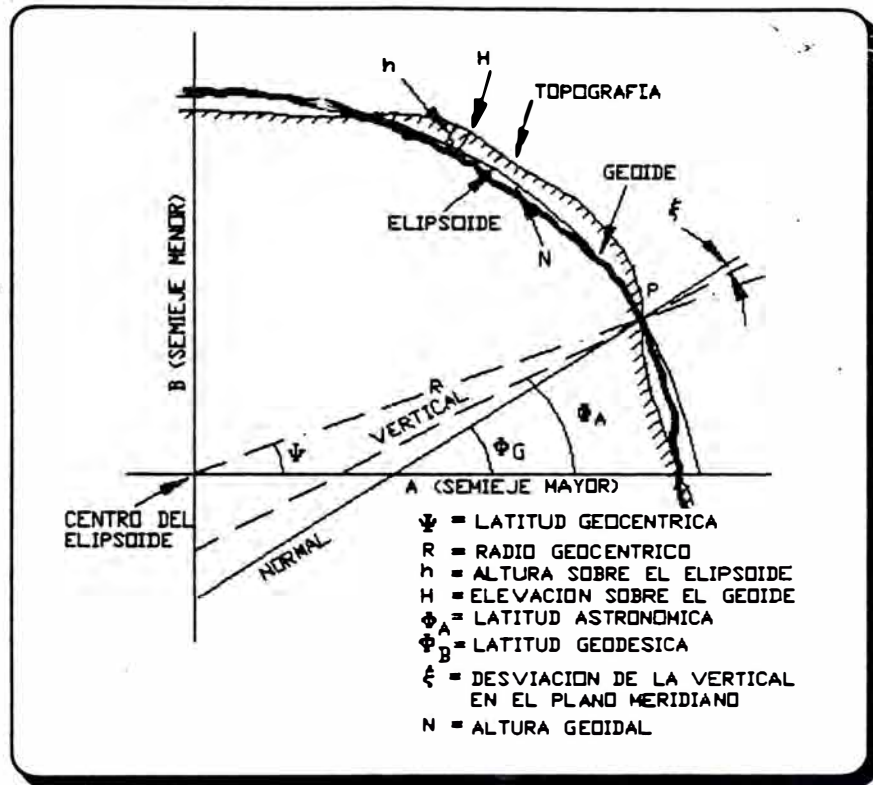 h
H
TOPOGRAFIA
GEOIDE
ξ
ELIPSOIDE
N
P
B (SEMIEJE MENOR)
R
VERTICAL
Φ_A
Ψ
Φ_G
A (SEMIEJE MAYOR)
CENTRO DEL
ELIPSOIDE
NORMAL
Ψ = LATITUD GEOCENTRICA
R = RADIO GEOCENTRICO
h = ALTURA SOBRE EL ELIPSOIDE
H = ELEVACION SOBRE EL GEOIDE
Φ_A = LATITUD ASTRONOMICA
Φ_B = LATITUD GEODESICA
ξ = DESVIACION DE LA VERTICAL
EN EL PLANO MERIDIANO
N = ALTURA GEOIDAL